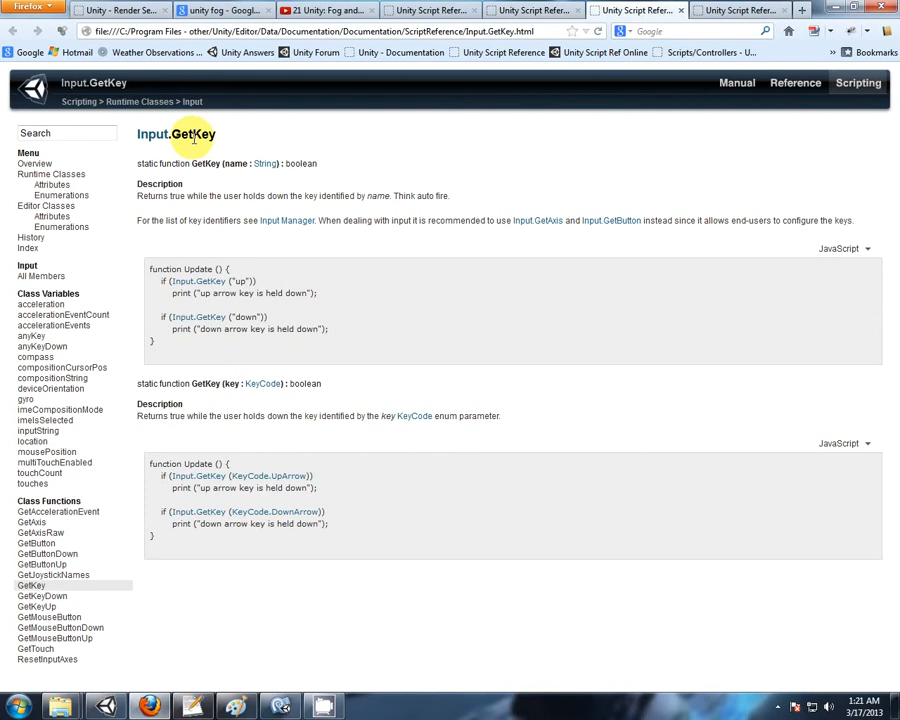 Firefox
Unity - Render Se...
unity fog - Googl...
21 Unity: Fog and...
Unity Script Refer...
Unity Script Refer...
Unity Script Refer...
Unity Script Refer...
file:///C:/Program Files - other/Unity/Editor/Data/Documentation/Documentation/ScriptReference/Input.GetKey.html
Google
Google Hotmail Weather Observations ... Unity Answers Unity Forum Unity - Documentation Unity Script Reference Unity Script Ref Online Scripts/Controllers - U... Bookmarks
Input.GetKey
Manual Reference Scripting
Scripting > Runtime Classes > Input
Search
Menu
Overview
Runtime Classes
Attributes
Enumerations
Editor Classes
Attributes
Enumerations
History
Index
Input
All Members
Class Variables
acceleration
accelerationEventCount
accelerationEvents
anyKey
anyKeyDown
compass
compositionCursorPos
compositionString
deviceOrientation
gyro
imeCompositionMode
imeIsSelected
inputString
location
mousePosition
multiTouchEnabled
touchCount
touches
Class Functions
GetAccelerationEvent
GetAxis
GetAxisRaw
GetButton
GetButtonDown
GetButtonUp
GetJoystickNames
GetKey
GetKeyDown
GetKeyUp
GetMouseButton
GetMouseButtonDown
GetMouseButtonUp
GetTouch
ResetInputAxes
Input.GetKey
static function GetKey (name : String) : boolean
Description
Returns true while the user holds down the key identified by name. Think auto fire.
For the list of key identifiers see Input Manager. When dealing with input it is recommended to use Input.GetAxis and Input.GetButton instead since it allows end-users to configure the keys.
JavaScript
function Update () {
if (Input.GetKey ("up"))
print ("up arrow key is held down");
if (Input.GetKey ("down"))
print ("down arrow key is held down");
}
static function GetKey (key : KeyCode) : boolean
Description
Returns true while the user holds down the key identified by the key KeyCode enum parameter.
JavaScript
function Update () {
if (Input.GetKey (KeyCode.UpArrow))
print ("up arrow key is held down");
if (Input.GetKey (KeyCode.DownArrow))
print ("down arrow key is held down");
}
1:21 AM
3/17/2013